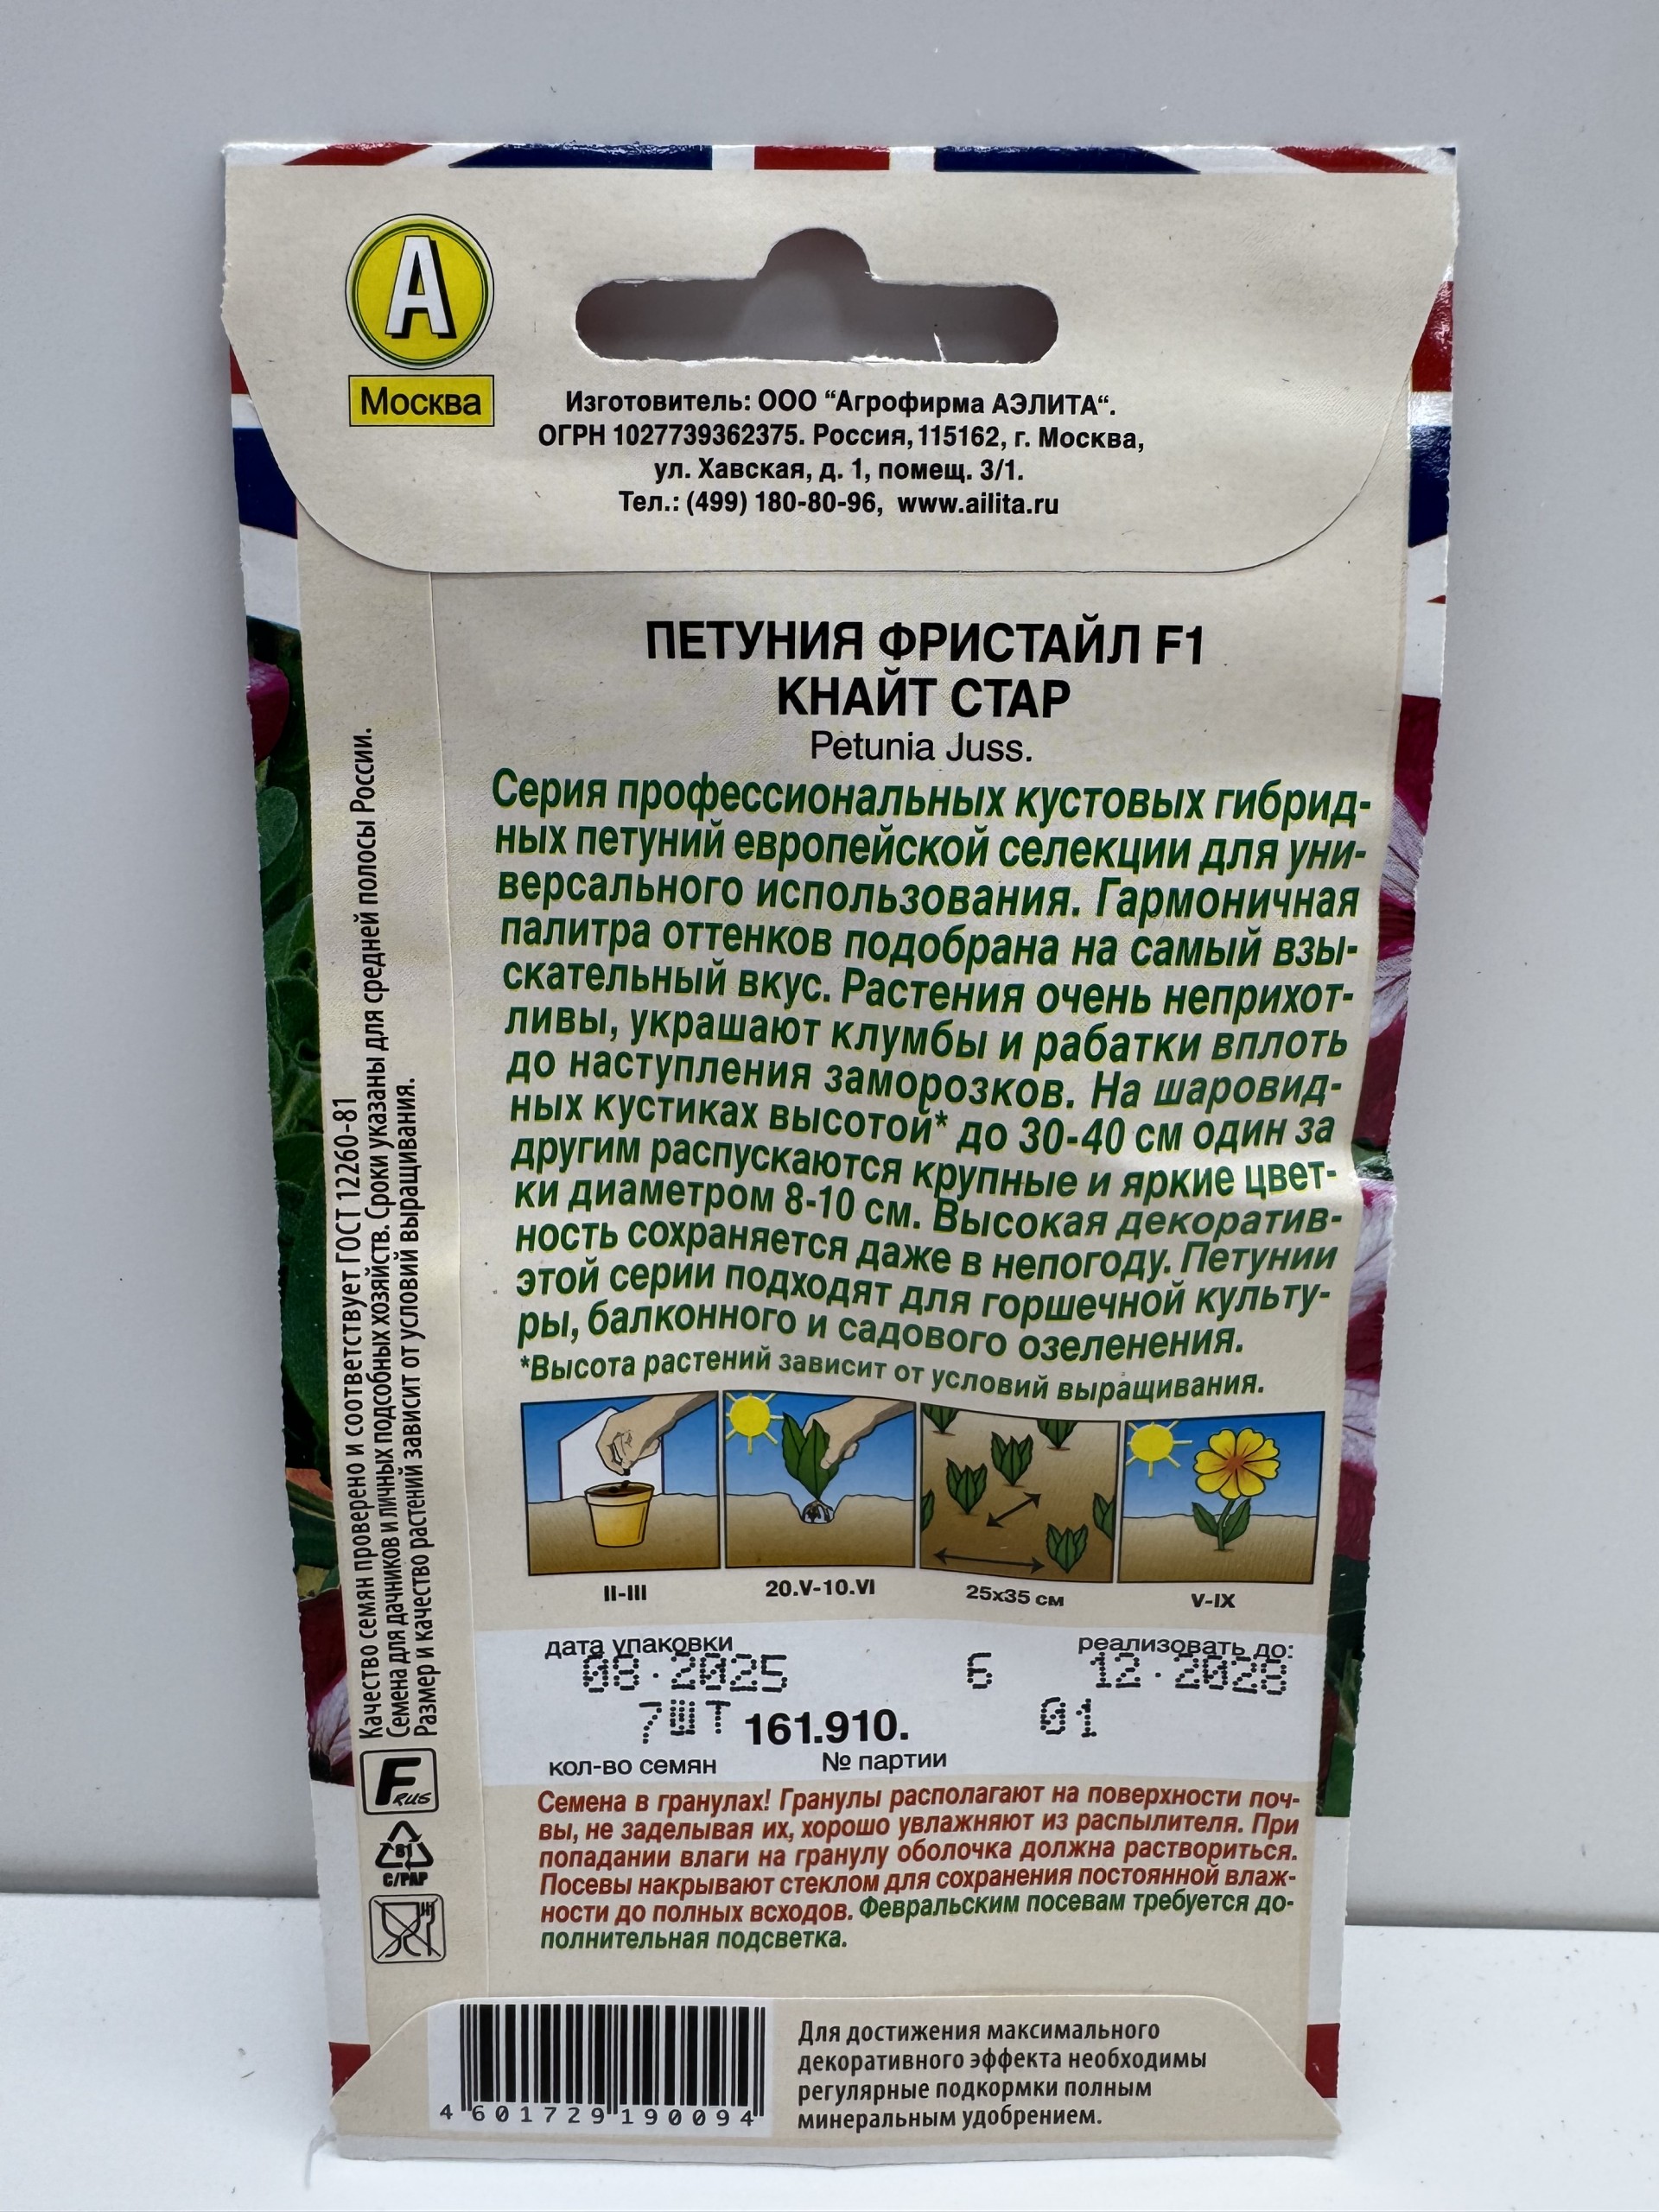 А
Москва
Изготовитель: ООО “Агрофирма АЭЛИТА“.
ОГРН 1027739362375. Россия, 115162, г. Москва,
ул. Хавская, д. 1, помещ. 3/1.
Тел.: (499) 180-80-96, www.ailita.ru
ПЕТУНИЯ ФРИСТАЙЛ F1
КНАЙТ СТАР
Petunia Juss.
Серия профессиональных кустовых гибрид-
ных петуний европейской селекции для уни-
версального использования. Гармоничная
палитра оттенков подобрана на самый взы-
скательный вкус. Растения очень неприхот-
ливы, украшают клумбы и рабатки вплоть
до наступления заморозков. На шаровид-
ных кустиках высотой* до 30-40 см один за
другим распускаются крупные и яркие цвет-
ки диаметром 8-10 см. Высокая декоратив-
ность сохраняется даже в непогоду. Петунии
этой серии подходят для горшечной культу-
ры, балконного и садового озеленения.
*Высота растений зависит от условий выращивания.
II-III
20.V-10.VI
25x35 см
V-IX
дата упаковки
реализовать до:
08.2025 6 12.2028
7ШТ 161.910. 01
кол-во семян № партии
Семена в гранулах! Гранулы располагают на поверхности поч-
вы, не заделывая их, хорошо увлажняют из распылителя. При
попадании влаги на гранулу оболочка должна раствориться.
Посевы накрывают стеклом для сохранения постоянной влаж-
ности до полных всходов. Февральским посевам требуется до-
полнительная подсветка.
Качество семян проверено и соответствует ГОСТ 12260-81
Семена для дачников и личных подсобных хозяйств. Сроки указаны для средней полосы России.
Размер и качество растений зависит от условий выращивания.
F RUS
81
C/PAP
4 601729 190094
Для достижения максимального
декоративного эффекта необходимы
регулярные подкормки полным
минеральным удобрением.